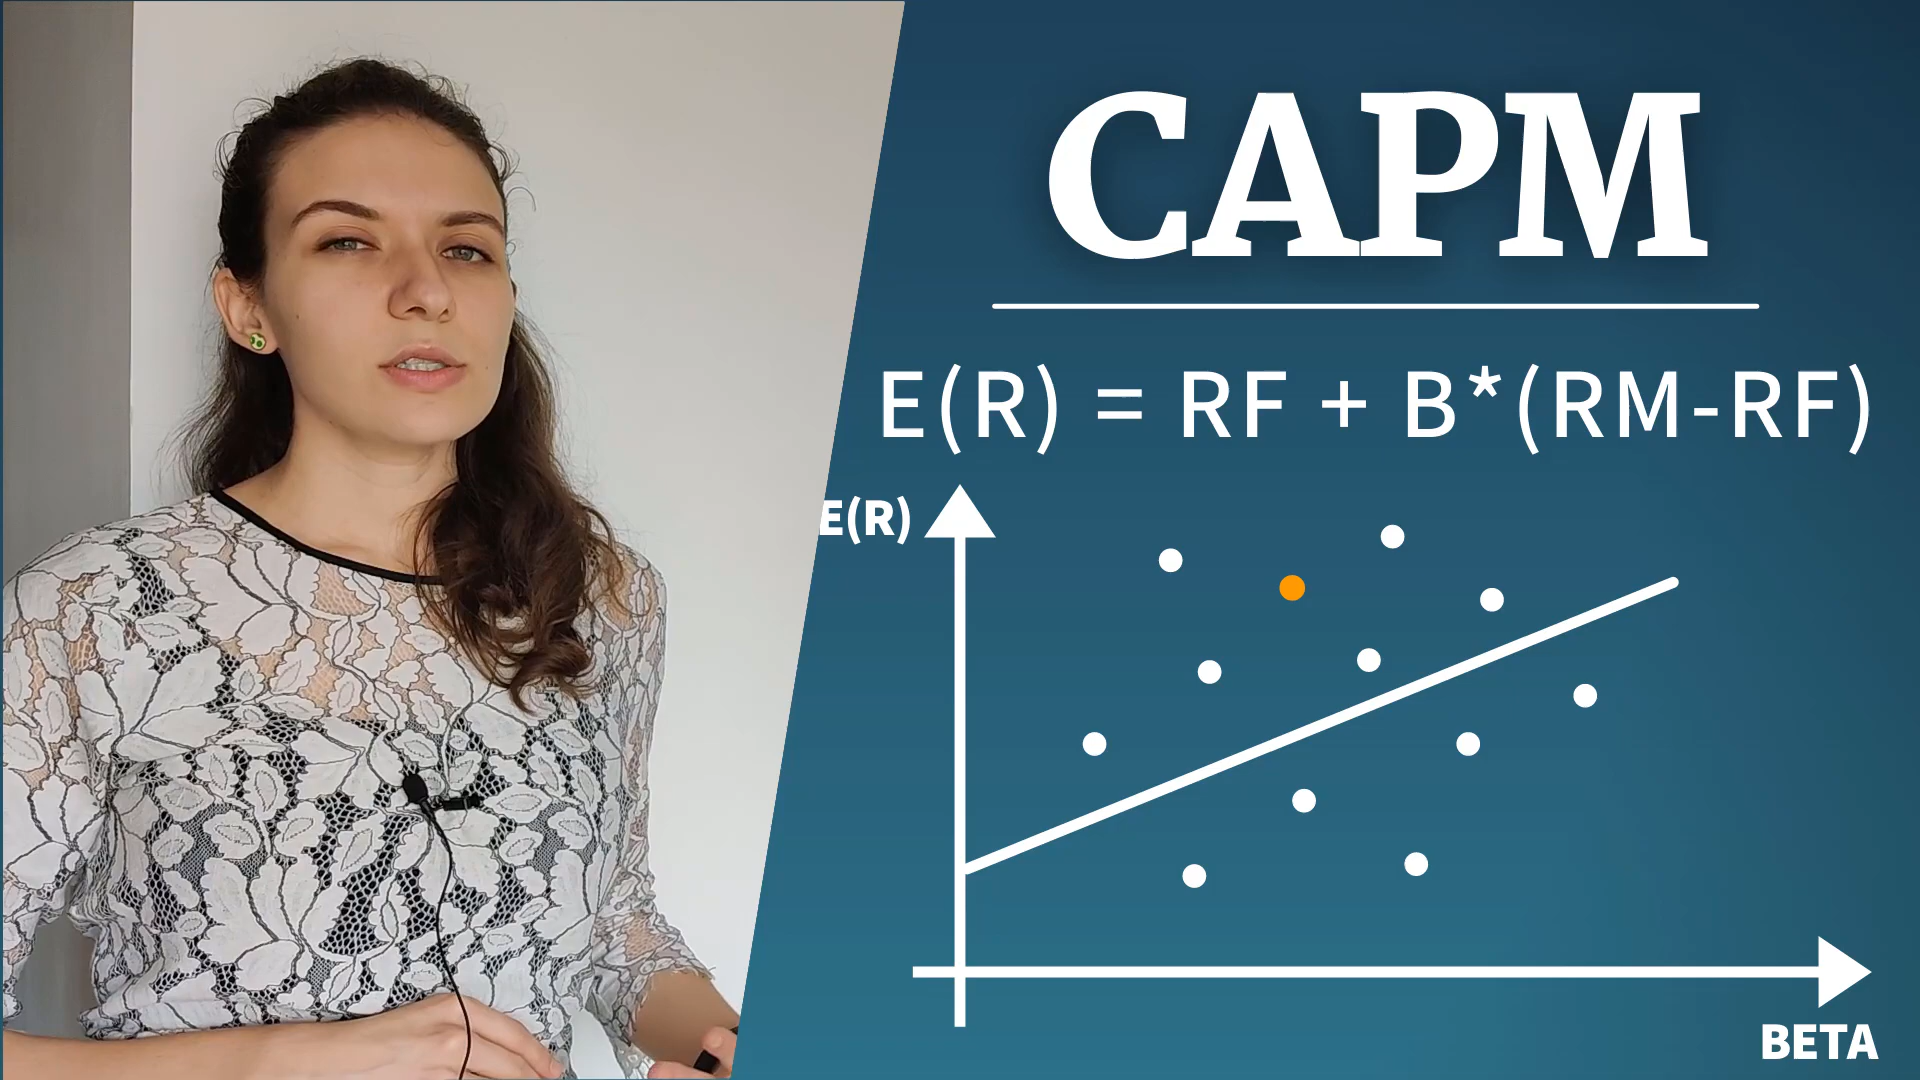 CAPM
E(R) = RF + B*(RM-RF)
E(R)
BETA